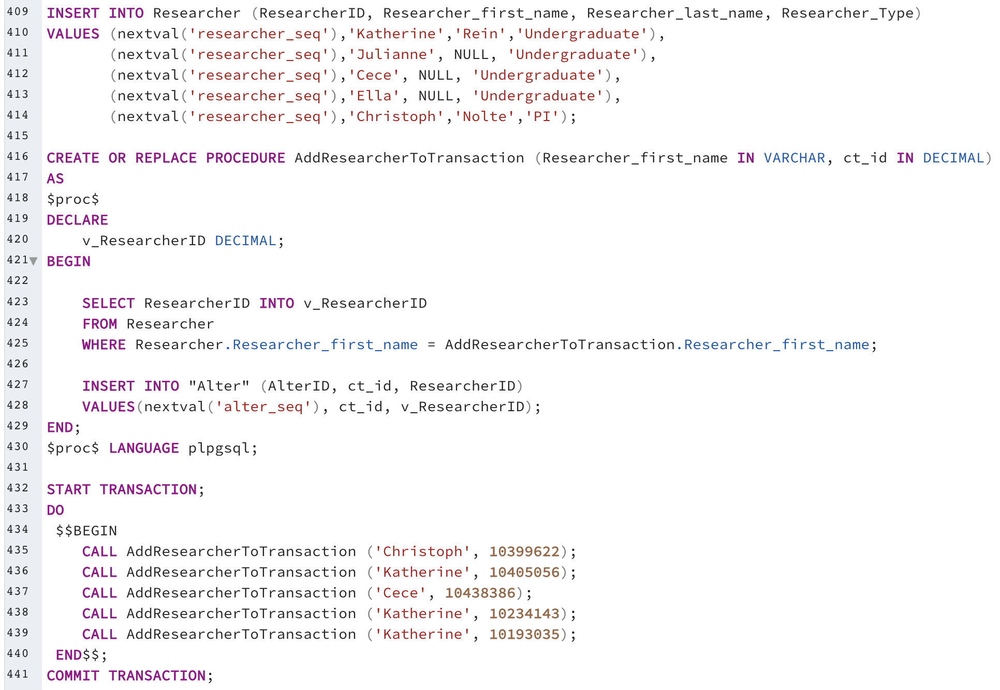 409 INSERT INTO Researcher (ResearcherID, Researcher_first_name, Researcher_last_name, Researcher_Type)
410 VALUES (nextval('researcher_seq'),'Katherine','Rein','Undergraduate'),
411        (nextval('researcher_seq'),'Julianne', NULL, 'Undergraduate'),
412        (nextval('researcher_seq'),'Cece', NULL, 'Undergraduate'),
413        (nextval('researcher_seq'),'Ella', NULL, 'Undergraduate'),
414        (nextval('researcher_seq'),'Christoph','Nolte','PI');
415
416 CREATE OR REPLACE PROCEDURE AddResearcherToTransaction (Researcher_first_name IN VARCHAR, ct_id IN DECIMAL)
417 AS
418 $proc$
419 DECLARE
420     v_ResearcherID DECIMAL;
421 BEGIN
422
423     SELECT ResearcherID INTO v_ResearcherID
424     FROM Researcher
425     WHERE Researcher.Researcher_first_name = AddResearcherToTransaction.Researcher_first_name;
426
427     INSERT INTO "Alter" (AlterID, ct_id, ResearcherID)
428     VALUES(nextval('alter_seq'), ct_id, v_ResearcherID);
429 END;
430 $proc$ LANGUAGE plpgsql;
431
432 START TRANSACTION;
433 DO
434  $$BEGIN
435     CALL AddResearcherToTransaction ('Christoph', 10399622);
436     CALL AddResearcherToTransaction ('Katherine', 10405056);
437     CALL AddResearcherToTransaction ('Cece', 10438386);
438     CALL AddResearcherToTransaction ('Katherine', 10234143);
439     CALL AddResearcherToTransaction ('Katherine', 10193035);
440  END$$;
441 COMMIT TRANSACTION;